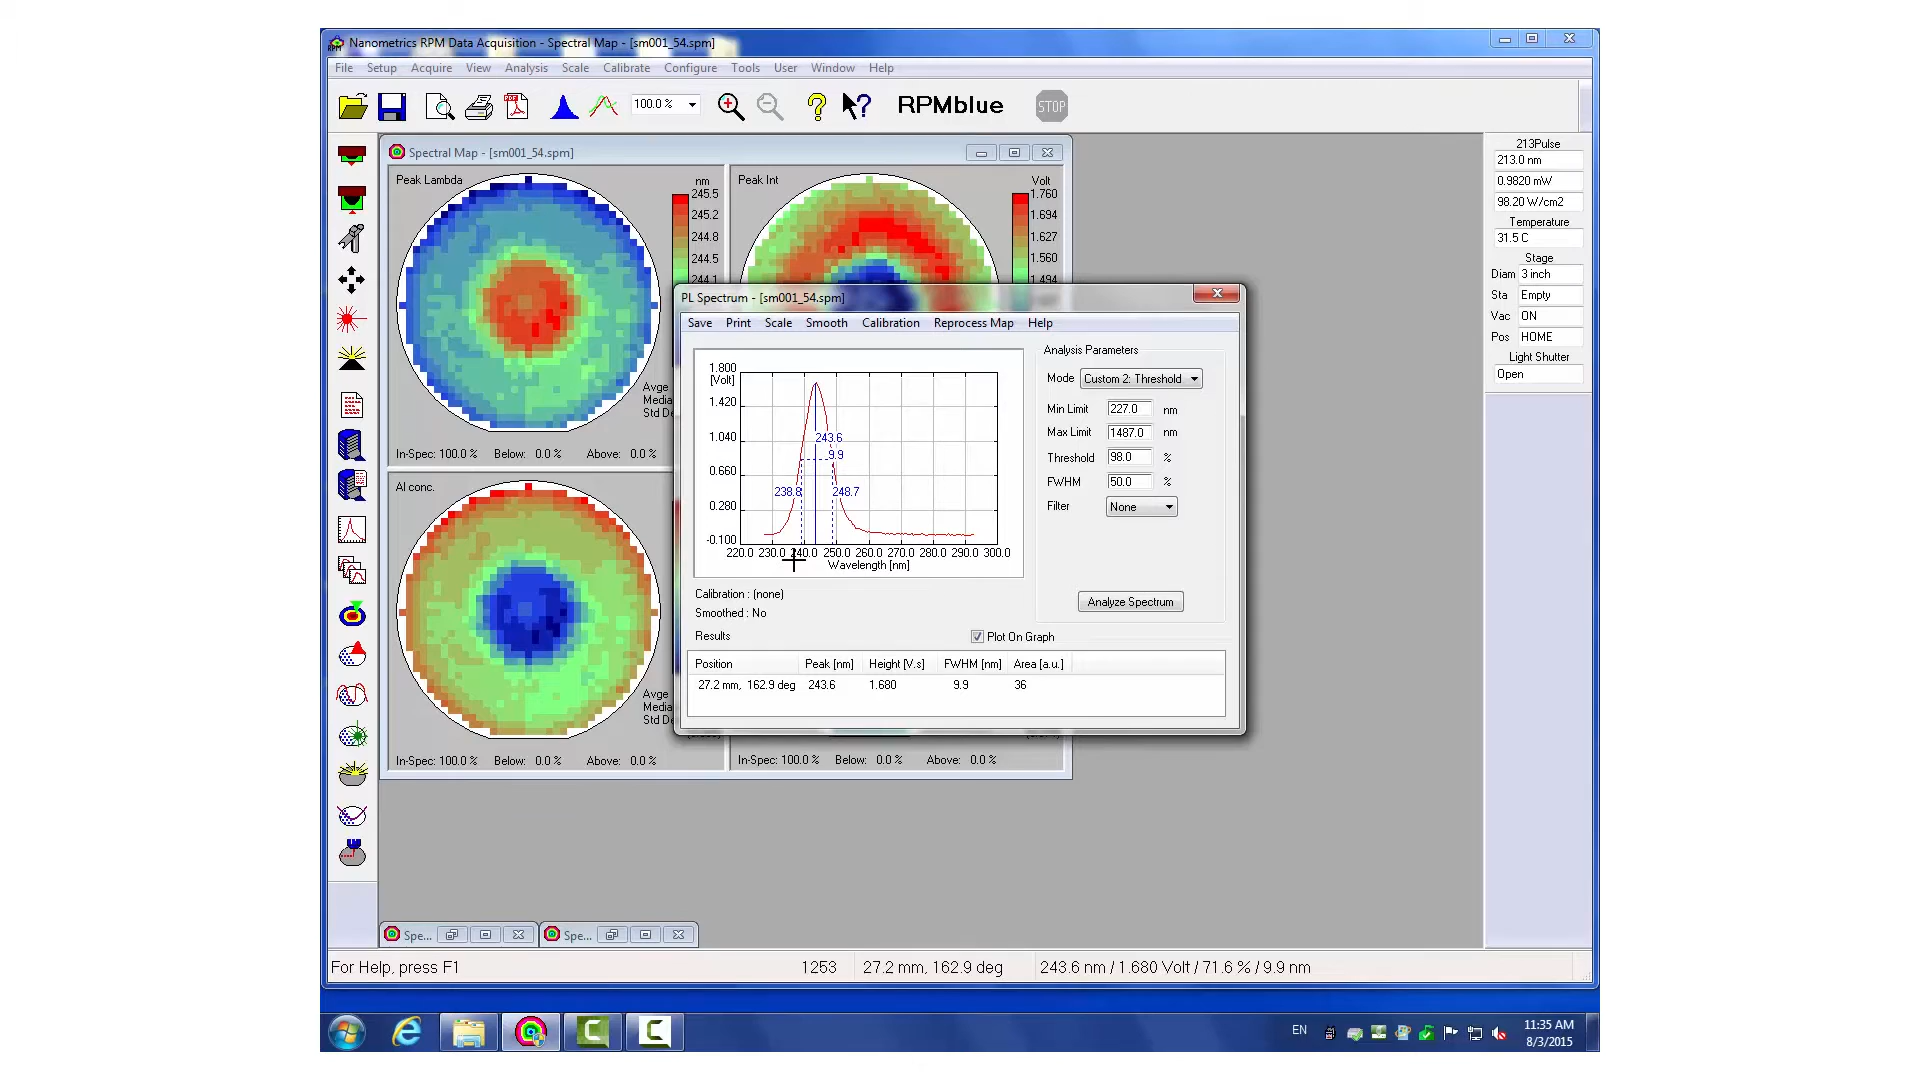 Nanometrics RPM Data Acquisition - Spectral Map - [sm001_54.spm]
File Setup Acquire View Analysis Scale Calibrate Configure Tools User Window Help
100.0 % RPMblue STOP
Spectral Map - [sm001_54.spm]
Peak Lambda
nm
245.5
245.2
244.8
244.5
244.1
Avge
Media
Std De
In-Spec: 100.0 % Below: 0.0 % Above: 0.0 %
Peak Int
Volt
1.760
1.694
1.627
1.560
1.494
Al conc.
Avge
Media
Std De
In-Spec: 100.0 % Below: 0.0 % Above: 0.0 %
In-Spec: 100.0 % Below: 0.0 % Above: 0.0 %
PL Spectrum - [sm001_54.spm]
Save Print Scale Smooth Calibration Reprocess Map Help
1.800
[Volt]
1.420
1.040
0.660
0.280
-0.100
243.6
9.9
238.8 248.7
220.0 230.0 240.0 250.0 260.0 270.0 280.0 290.0 300.0
Wavelength [nm]
Analysis Parameters
Mode Custom 2: Threshold
Min Limit 227.0 nm
Max Limit 1487.0 nm
Threshold 98.0 %
FWHM 50.0 %
Filter None
Analyze Spectrum
Calibration : (none)
Smoothed : No
Results
Plot On Graph
Position Peak [nm] Height [V.s] FWHM [nm] Area [a.u.]
27.2 mm, 162.9 deg 243.6 1.680 9.9 36
213Pulse
213.0 nm
0.9820 mW
98.20 W/cm2
Temperature
31.5 C
Stage
Diam 3 inch
Sta Empty
Vac ON
Pos HOME
Light Shutter
Open
Spe... Spe...
For Help, press F1 1253 27.2 mm, 162.9 deg 243.6 nm / 1.680 Volt / 71.6 % / 9.9 nm
EN
11:35 AM
8/3/2015